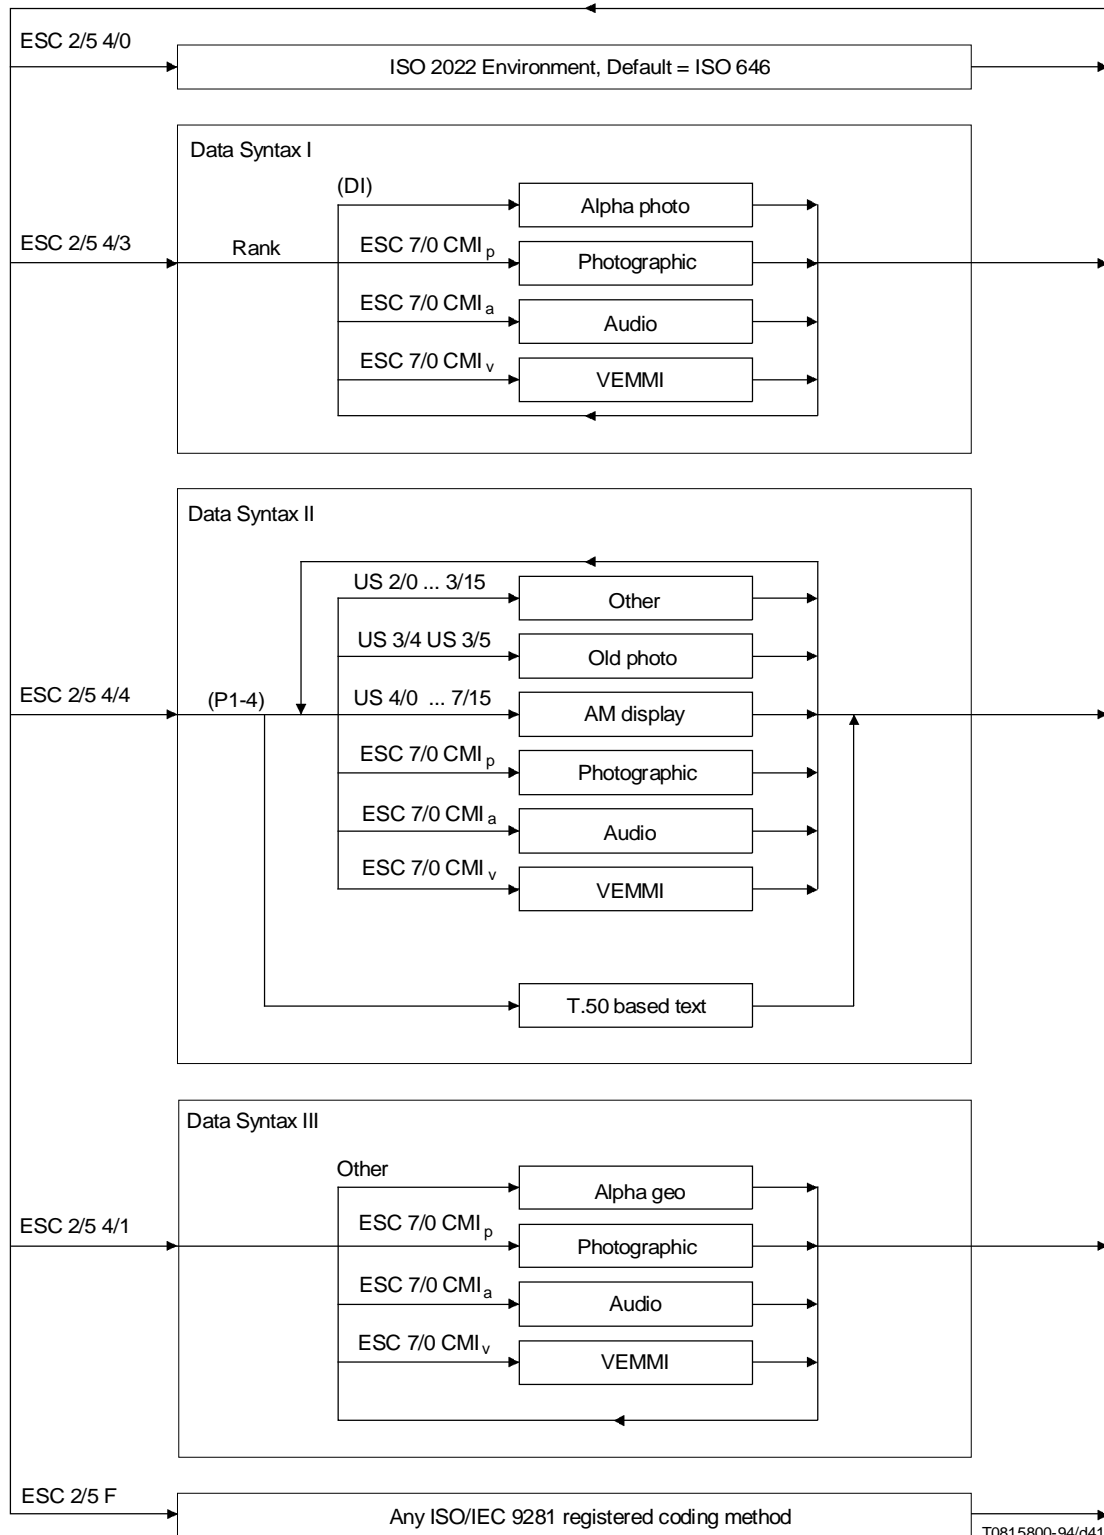 ESC 2/5 4/0
ISO 2022 Environment, Default = ISO 646
Data Syntax I
(DI)
Alpha photo
ESC 2/5 4/3
Rank
ESC 7/0 CMI p
Photographic
ESC 7/0 CMI a
Audio
ESC 7/0 CMI v
VEMMI
Data Syntax II
US 2/0 ... 3/15
Other
US 3/4 US 3/5
Old photo
ESC 2/5 4/4
(P1-4)
US 4/0 ... 7/15
AM display
ESC 7/0 CMI p
Photographic
ESC 7/0 CMI a
Audio
ESC 7/0 CMI v
VEMMI
T.50 based text
Data Syntax III
Other
Alpha geo
ESC 2/5 4/1
ESC 7/0 CMI p
Photographic
ESC 7/0 CMI a
Audio
ESC 7/0 CMI v
VEMMI
ESC 2/5 F
Any ISO/IEC 9281 registered coding method
T0815800-94/d41